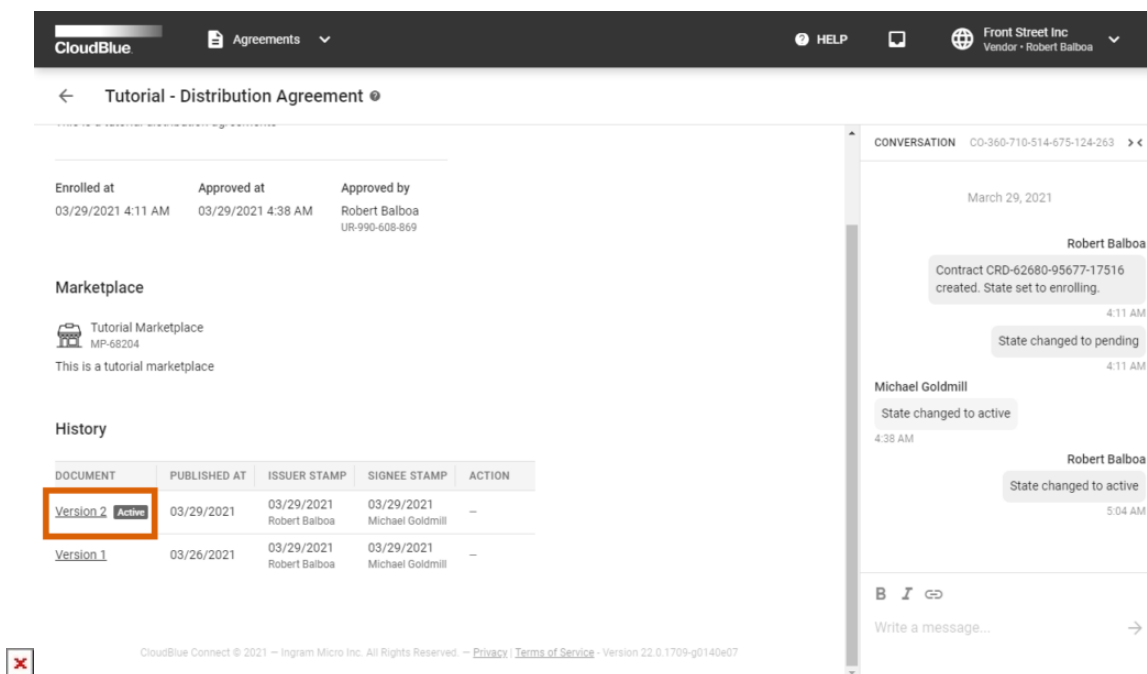 CloudBlue.
Agreements
HELP
Front Street Inc
Vendor • Robert Balboa
Tutorial - Distribution Agreement
Enrolled at
Approved at
Approved by
03/29/2021 4:11 AM
03/29/2021 4:38 AM
Robert Balboa
UR-990-608-869
Marketplace
Tutorial Marketplace
MP-68204
This is a tutorial marketplace
History
DOCUMENT PUBLISHED AT ISSUER STAMP SIGNEE STAMP ACTION
Version 2 Active 03/29/2021 03/29/2021 03/29/2021 –
Robert Balboa Michael Goldmill
Version 1 03/26/2021 03/29/2021 03/29/2021 –
Robert Balboa Michael Goldmill
CloudBlue Connect © 2021 – Ingram Micro Inc. All Rights Reserved. – Privacy | Terms of Service - Version 22.0.1709-g0140e07
CONVERSATION CO-360-710-514-675-124-263
March 29, 2021
Robert Balboa
Contract CRD-62680-95677-17516
created. State set to enrolling.
4:11 AM
State changed to pending
4:11 AM
Michael Goldmill
State changed to active
4:38 AM
Robert Balboa
State changed to active
5:04 AM
B I
Write a message...